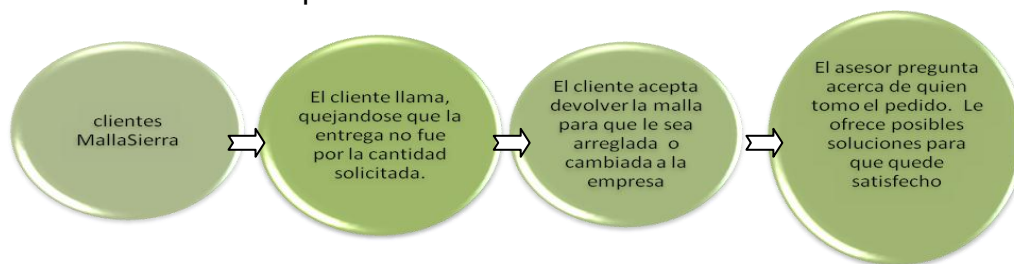 clientes
MallaSierra
El cliente llama,
quejandose que la
entrega no fue
por la cantidad
solicitada.
El cliente acepta
devolver la malla
para que le sea
arreglada o
cambiada a la
empresa
El asesor pregunta
acerca de quien
tomo el pedido. Le
ofrece posibles
soluciones para
que quede
satisfecho